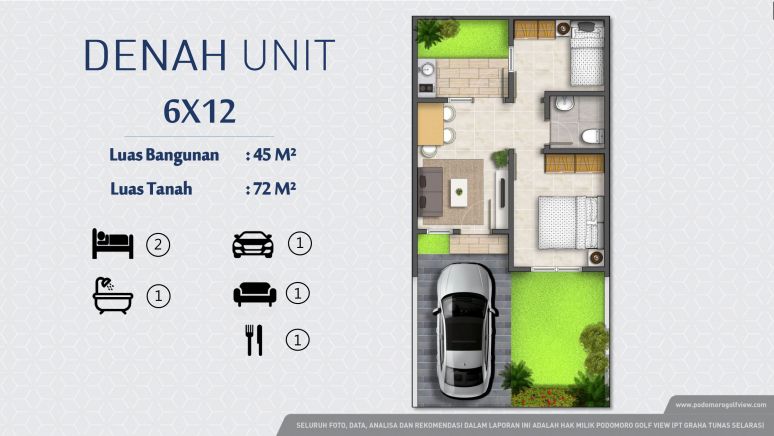 DENAH UNIT
6X12
Luas Bangunan : 45 M²
Luas Tanah : 72 M²
2
1
1
1
1
www.podomorogolfview.com
SELURUH FOTO, DATA, ANALISA DAN REKOMENDASI DALAM LAPORAN INI ADALAH HAK MILIK PODOMORO GOLF VIEW (PT GRAHA TUNAS SELARAS)